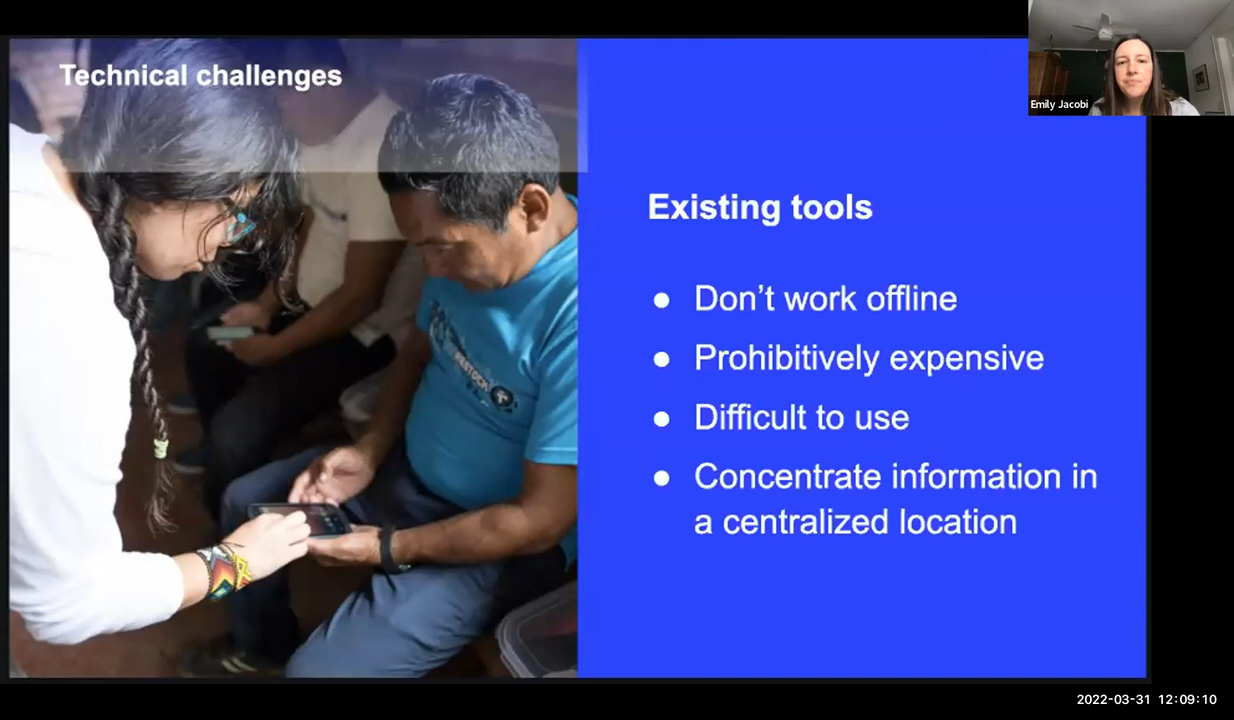 Technical challenges
Emily Jacobi
Existing tools
● Don’t work offline
● Prohibitively expensive
● Difficult to use
● Concentrate information in
a centralized location
2022-03-31 12:09:10